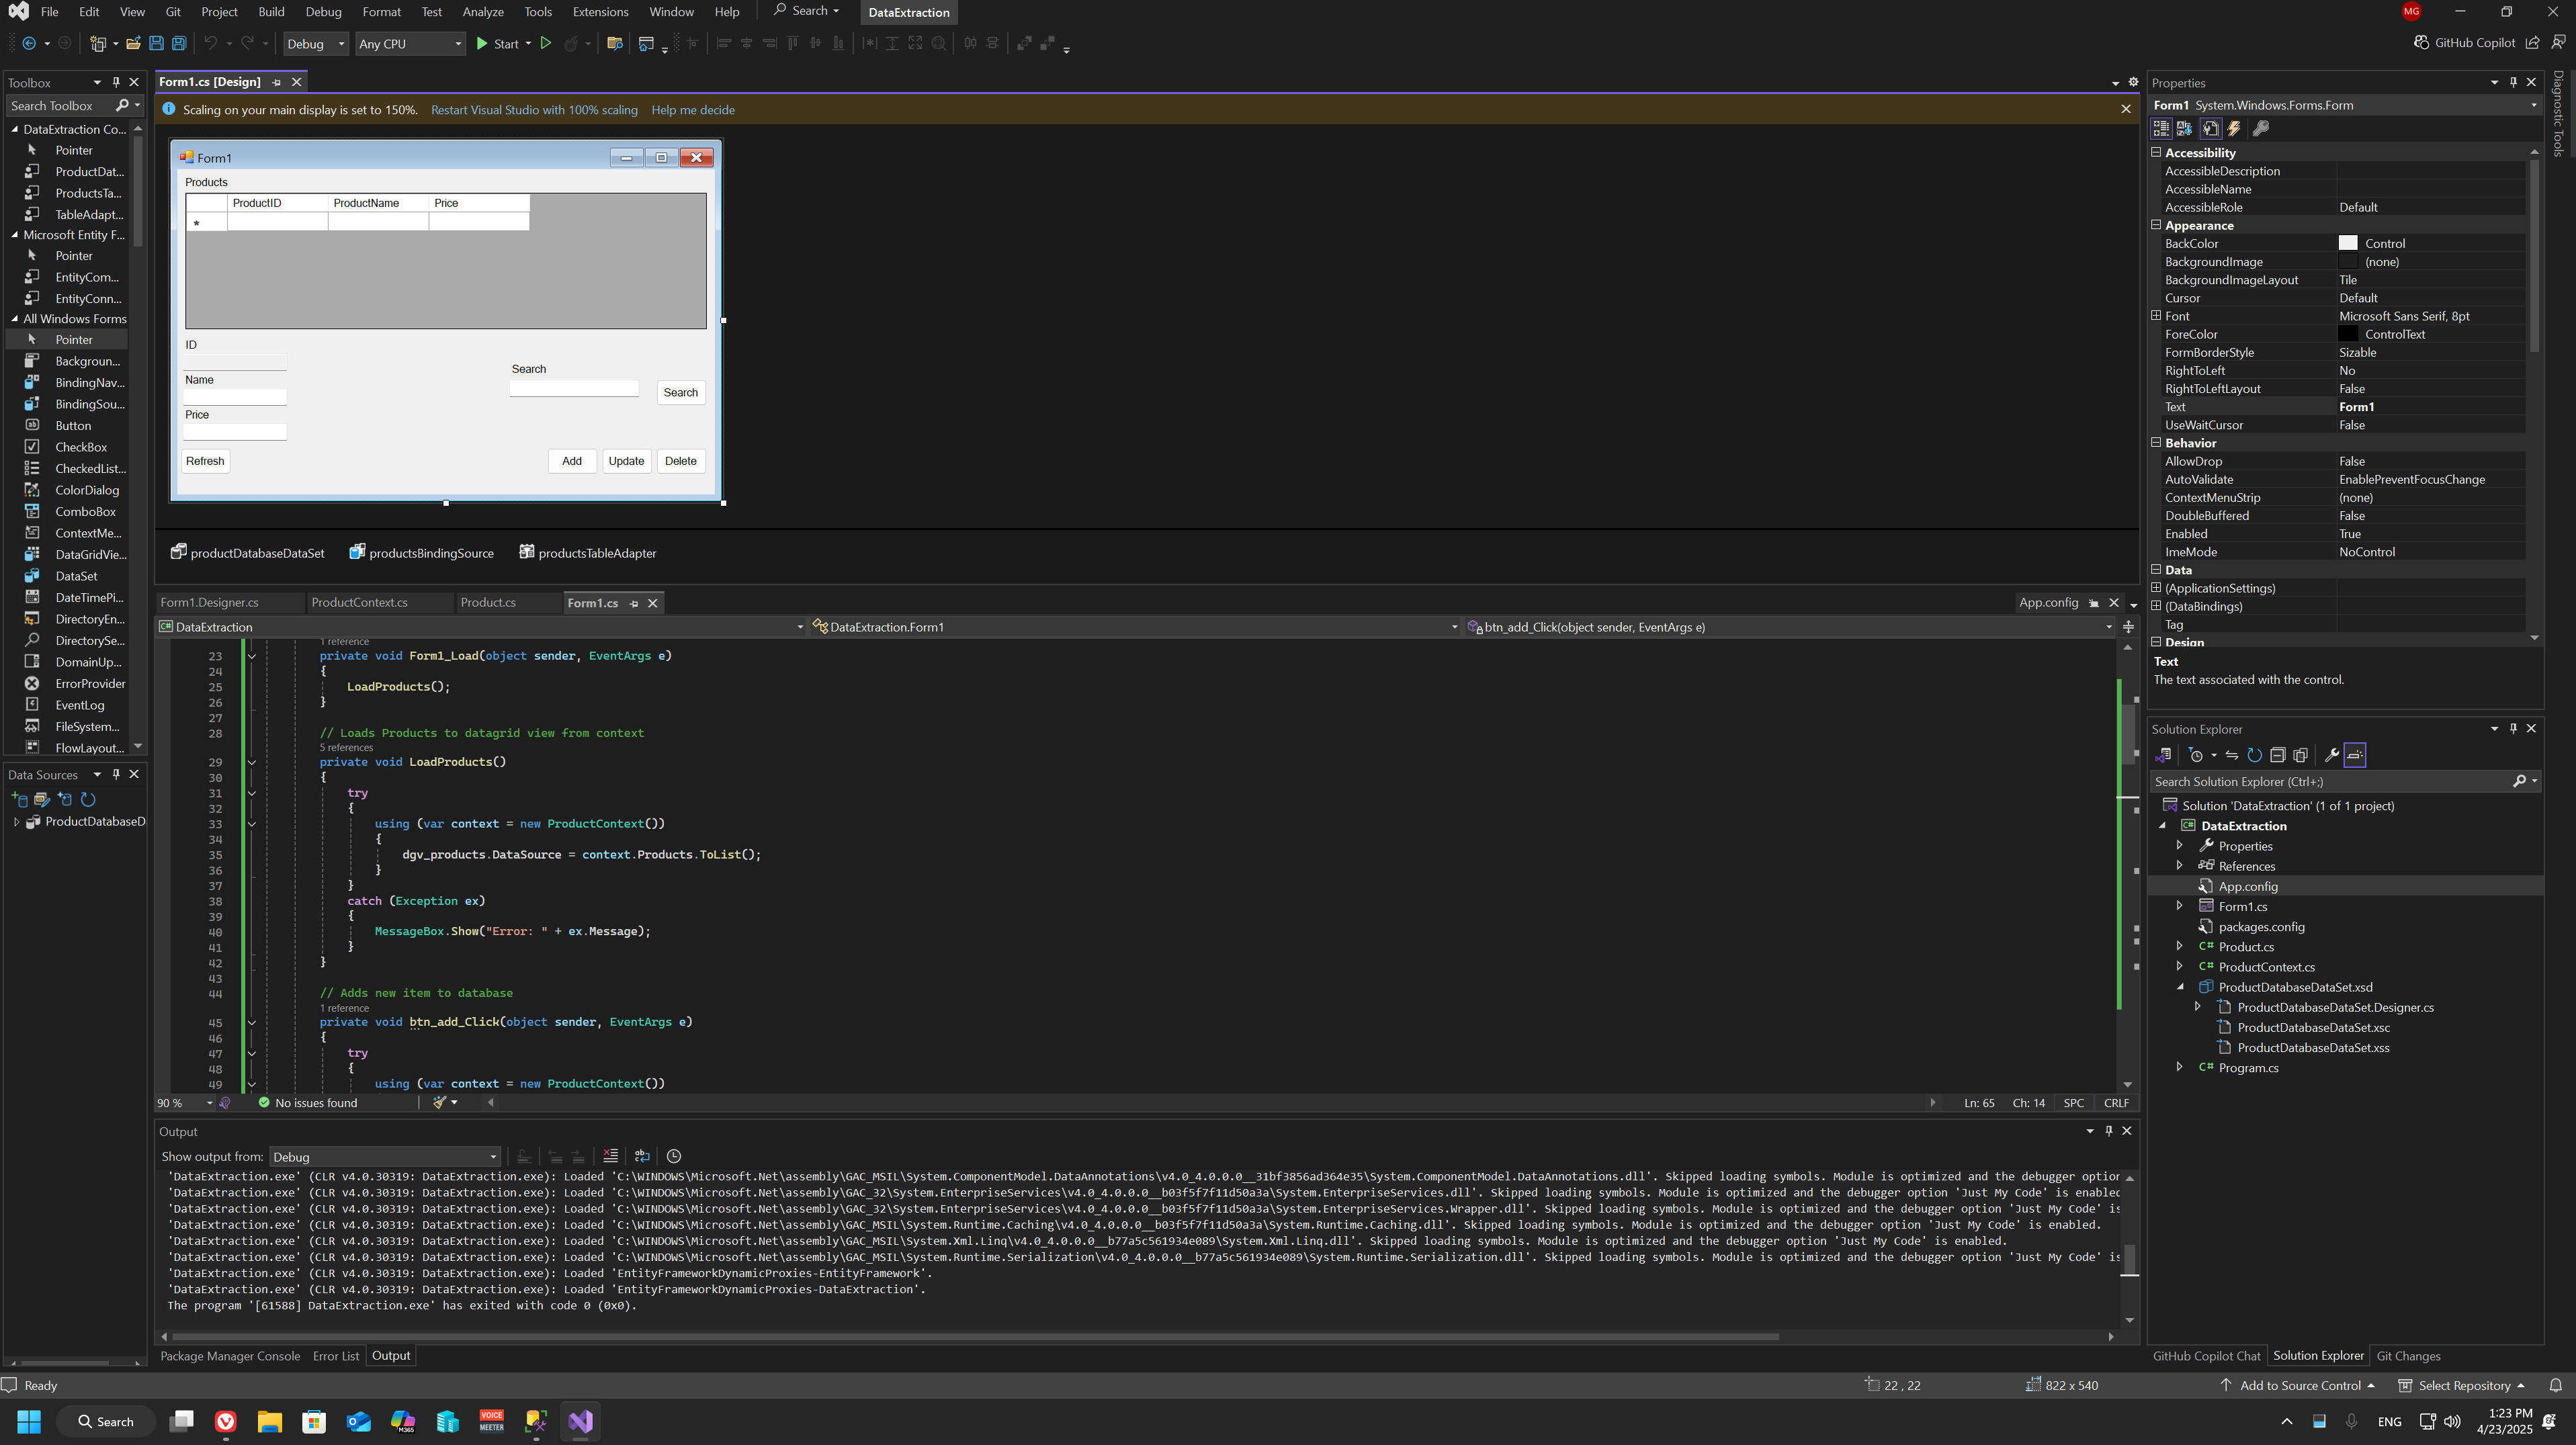 File Edit View Git Project Build Debug Format Test Analyze Tools Extensions Window Help Search DataExtraction MG
Debug Any CPU Start GitHub Copilot
Toolbox
Search Toolbox
DataExtraction Co...
Pointer
ProductDat...
ProductsTa...
TableAdapt...
Microsoft Entity F...
Pointer
EntityCom...
EntityConn...
All Windows Forms
Pointer
Backgroun...
BindingNav...
BindingSou...
Button
CheckBox
CheckedList...
ColorDialog
ComboBox
ContextMe...
DataGridVie...
DataSet
DateTimePi...
DirectoryEn...
DirectorySe...
DomainUp...
ErrorProvider
EventLog
FileSystem...
FlowLayout...
Data Sources
ProductDatabaseD
Form1.cs [Design]
Scaling on your main display is set to 150%. Restart Visual Studio with 100% scaling Help me decide
Form1
Products
ProductID ProductName Price
*
ID
Name
Price
Search
Search
Refresh Add Update Delete
productDatabaseDataSet productsBindingSource productsTableAdapter
Form1.Designer.cs ProductContext.cs Product.cs Form1.cs App.config
DataExtraction DataExtraction.Form1 btn_add_Click(object sender, EventArgs e)
1 reference
23 private void Form1_Load(object sender, EventArgs e)
24 {
25 LoadProducts();
26 }
27
28 // Loads Products to datagrid view from context
5 references
29 private void LoadProducts()
30 {
31 try
32 {
33 using (var context = new ProductContext())
34 {
35 dgv_products.DataSource = context.Products.ToList();
36 }
37 }
38 catch (Exception ex)
39 {
40 MessageBox.Show("Error: " + ex.Message);
41 }
42 }
43
44 // Adds new item to database
1 reference
45 private void btn_add_Click(object sender, EventArgs e)
46 {
47 try
48 {
49 using (var context = new ProductContext())
90 % No issues found Ln: 65 Ch: 14 SPC CRLF
Output
Show output from: Debug
'DataExtraction.exe' (CLR v4.0.30319: DataExtraction.exe): Loaded 'C:\WINDOWS\Microsoft.Net\assembly\GAC_MSIL\System.ComponentModel.DataAnnotations\v4.0_4.0.0.0__31bf3856ad364e35\System.ComponentModel.DataAnnotations.dll'. Skipped loading symbols. Module is optimized and the debugger option
'DataExtraction.exe' (CLR v4.0.30319: DataExtraction.exe): Loaded 'C:\WINDOWS\Microsoft.Net\assembly\GAC_32\System.EnterpriseServices\v4.0_4.0.0.0__b03f5f7f11d50a3a\System.EnterpriseServices.dll'. Skipped loading symbols. Module is optimized and the debugger option 'Just My Code' is enabled
'DataExtraction.exe' (CLR v4.0.30319: DataExtraction.exe): Loaded 'C:\WINDOWS\Microsoft.Net\assembly\GAC_32\System.EnterpriseServices\v4.0_4.0.0.0__b03f5f7f11d50a3a\System.EnterpriseServices.Wrapper.dll'. Skipped loading symbols. Module is optimized and the debugger option 'Just My Code' is
'DataExtraction.exe' (CLR v4.0.30319: DataExtraction.exe): Loaded 'C:\WINDOWS\Microsoft.Net\assembly\GAC_MSIL\System.Runtime.Caching\v4.0_4.0.0.0__b03f5f7f11d50a3a\System.Runtime.Caching.dll'. Skipped loading symbols. Module is optimized and the debugger option 'Just My Code' is enabled.
'DataExtraction.exe' (CLR v4.0.30319: DataExtraction.exe): Loaded 'C:\WINDOWS\Microsoft.Net\assembly\GAC_MSIL\System.Xml.Linq\v4.0_4.0.0.0__b77a5c561934e089\System.Xml.Linq.dll'. Skipped loading symbols. Module is optimized and the debugger option 'Just My Code' is enabled.
'DataExtraction.exe' (CLR v4.0.30319: DataExtraction.exe): Loaded 'C:\WINDOWS\Microsoft.Net\assembly\GAC_MSIL\System.Runtime.Serialization\v4.0_4.0.0.0__b77a5c561934e089\System.Runtime.Serialization.dll'. Skipped loading symbols. Module is optimized and the debugger option 'Just My Code' is
'DataExtraction.exe' (CLR v4.0.30319: DataExtraction.exe): Loaded 'EntityFrameworkDynamicProxies-EntityFramework'.
'DataExtraction.exe' (CLR v4.0.30319: DataExtraction.exe): Loaded 'EntityFrameworkDynamicProxies-DataExtraction'.
The program '[61588] DataExtraction.exe' has exited with code 0 (0x0).
Package Manager Console Error List Output
Properties
Form1 System.Windows.Forms.Form
Accessibility
AccessibleDescription
AccessibleName
AccessibleRole Default
Appearance
BackColor Control
BackgroundImage (none)
BackgroundImageLayout Tile
Cursor Default
Font Microsoft Sans Serif, 8pt
ForeColor ControlText
FormBorderStyle Sizable
RightToLeft No
RightToLeftLayout False
Text Form1
UseWaitCursor False
Behavior
AllowDrop False
AutoValidate EnablePreventFocusChange
ContextMenuStrip (none)
DoubleBuffered False
Enabled True
ImeMode NoControl
Data
(ApplicationSettings)
(DataBindings)
Tag
Design
Text
The text associated with the control.
Diagnostic Tools
Solution Explorer
Search Solution Explorer (Ctrl+;)
Solution 'DataExtraction' (1 of 1 project)
C# DataExtraction
Properties
References
App.config
Form1.cs
packages.config
C# Product.cs
C# ProductContext.cs
ProductDatabaseDataSet.xsd
ProductDatabaseDataSet.Designer.cs
ProductDatabaseDataSet.xsc
ProductDatabaseDataSet.xss
C# Program.cs
GitHub Copilot Chat Solution Explorer Git Changes
Ready 22 , 22 822 x 540 Add to Source Control Select Repository
Search M365 VOICE MEETER ENG 1:23 PM
4/23/2025